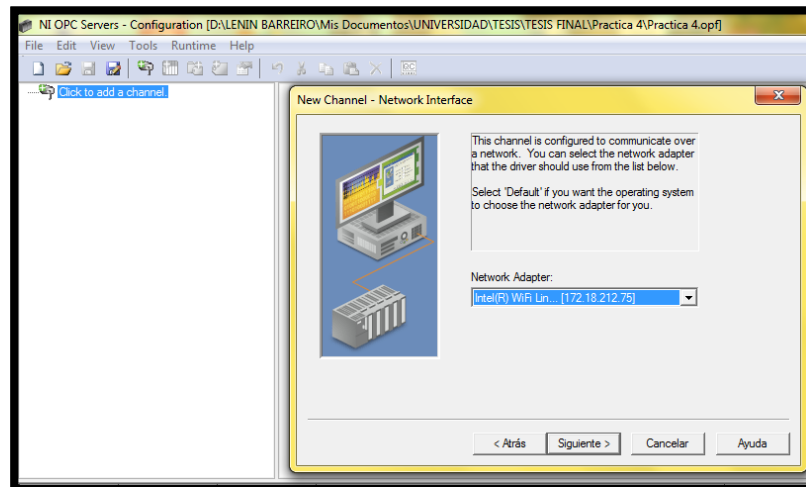 NI OPC Servers - Configuration [D:\LENIN BARREIRO\Mis Documentos\UNIVERSIDAD\TESIS\TESIS FINAL\Practica 4\Practica 4.opf]
File Edit View Tools Runtime Help
Click to add a channel.
New Channel - Network Interface
This channel is configured to communicate over
a network. You can select the network adapter
that the driver should use from the list below.
Select 'Default' if you want the operating system
to choose the network adapter for you.
Network Adapter:
Intel(R) WiFi Lin... [172.18.212.75]
< Atrás Siguiente > Cancelar Ayuda